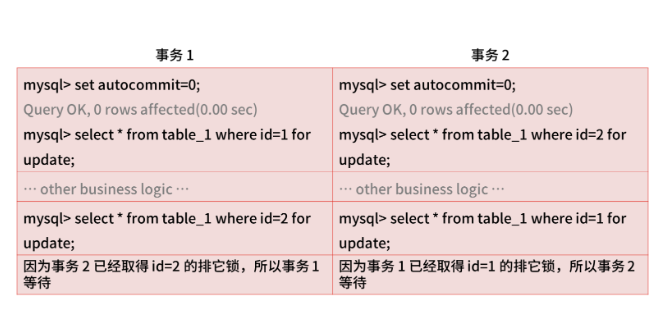 事务 1
事务 2
mysql> set autocommit=0;
Query OK, 0 rows affected(0.00 sec)
mysql> select * from table_1 where id=1 for
update;
mysql> set autocommit=0;
Query OK, 0 rows affected(0.00 sec)
mysql> select * from table_1 where id=2 for
update;
… other business logic …
… other business logic …
mysql> select * from table_1 where id=2 for
update;
mysql> select * from table_1 where id=1 for
update;
因为事务 2 已经取得 id=2 的排它锁，所以事务 1
等待
因为事务 1 已经取得 id=1 的排它锁，所以事务 2
等待